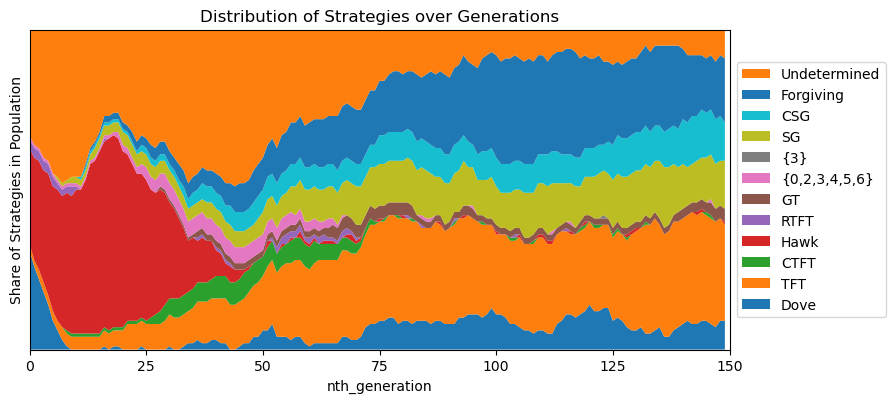 Distribution of Strategies over Generations
Share of Strategies in Population
Undetermined
Forgiving
CSG
SG
{3}
{0,2,3,4,5,6}
GT
RTFT
Hawk
CTFT
TFT
Dove
0 25 50 75 100 125 150
nth_generation